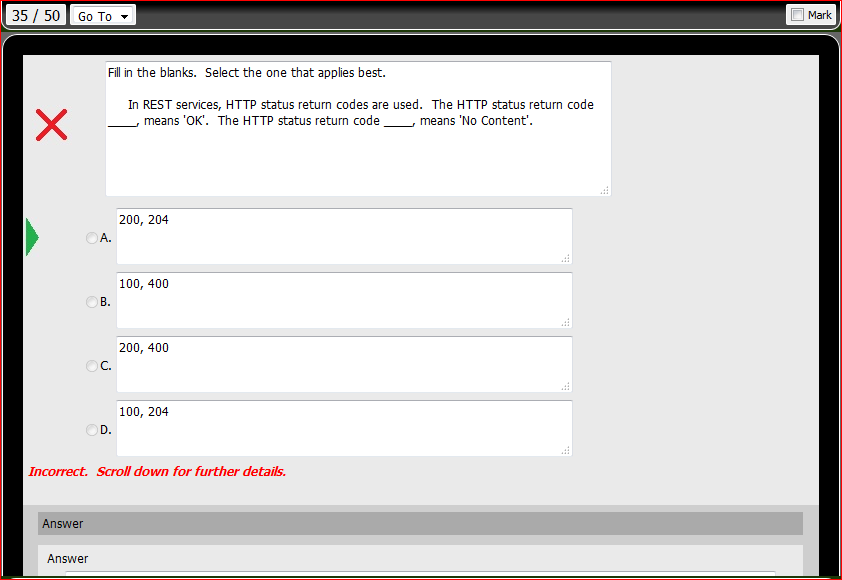 35 / 50 Go To Mark
Fill in the blanks. Select the one that applies best.
In REST services, HTTP status return codes are used. The HTTP status return code
____, means 'OK'. The HTTP status return code ____, means 'No Content'.
A. 200, 204
B. 100, 400
C. 200, 400
D. 100, 204
Incorrect. Scroll down for further details.
Answer
Answer